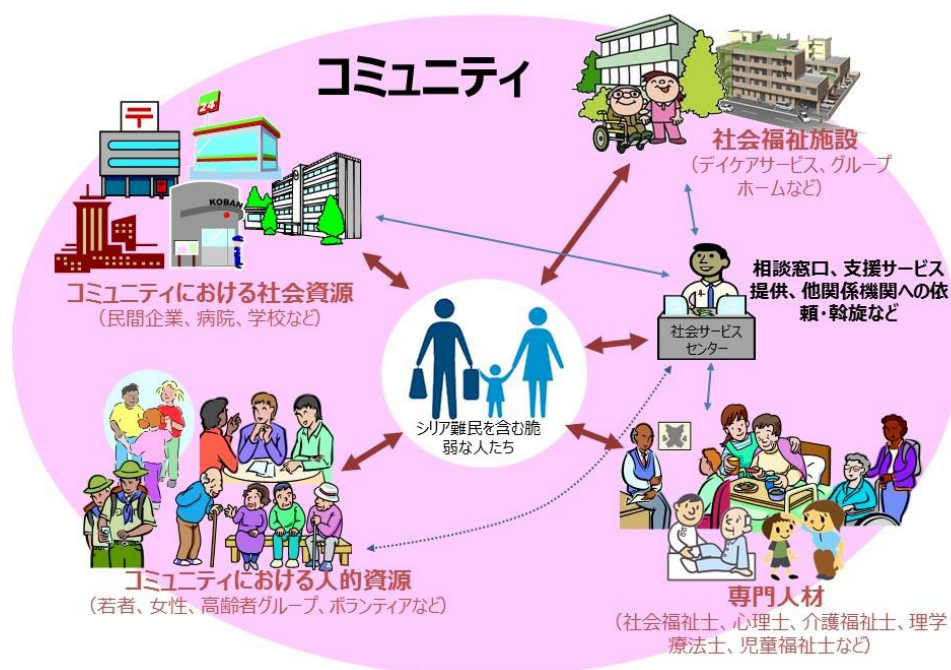 コミュニティ
24
KOBAN
コミュニティにおける社会資源
(民間企業、病院、学校など)
社会福祉施設
(デイケアサービス、グループ
ホームなど)
相談窓口、支援サービス
提供、他関係機関への依
頼・斡旋など
社会サービス
センター
シリア難民を含む脆
弱な人たち
コミュニティにおける人的資源
(若者、女性、高齢者グループ、ボランティアなど)
専門人材
(社会福祉士、心理士、介護福祉士、理学
療法士、児童福祉士など)